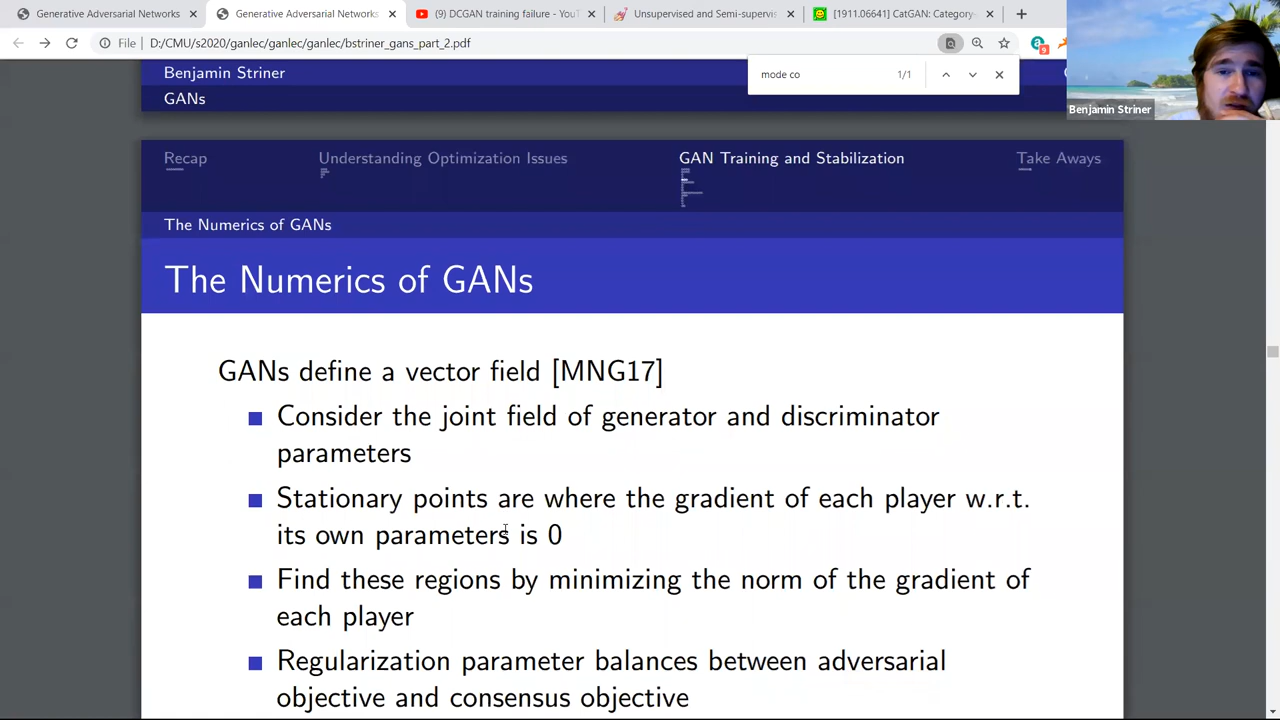 Generative Adversarial Networks
Generative Adversarial Networks
(9) DCGAN training failure - You
Unsupervised and Semi-supervis
[1911.06641] CatGAN: Category
File
D:/CMU/s2020/ganlec/ganlec/ganlec/bstriner_gans_part_2.pdf
9
mode co
1/1
Benjamin Striner
Benjamin Striner
GANs
Recap
Understanding Optimization Issues
GAN Training and Stabilization
Take Aways
The Numerics of GANs
The Numerics of GANs
GANs define a vector field [MNG17]
Consider the joint field of generator and discriminator
parameters
Stationary points are where the gradient of each player w.r.t.
its own parameters is 0
Find these regions by minimizing the norm of the gradient of
each player
Regularization parameter balances between adversarial
objective and consensus objective